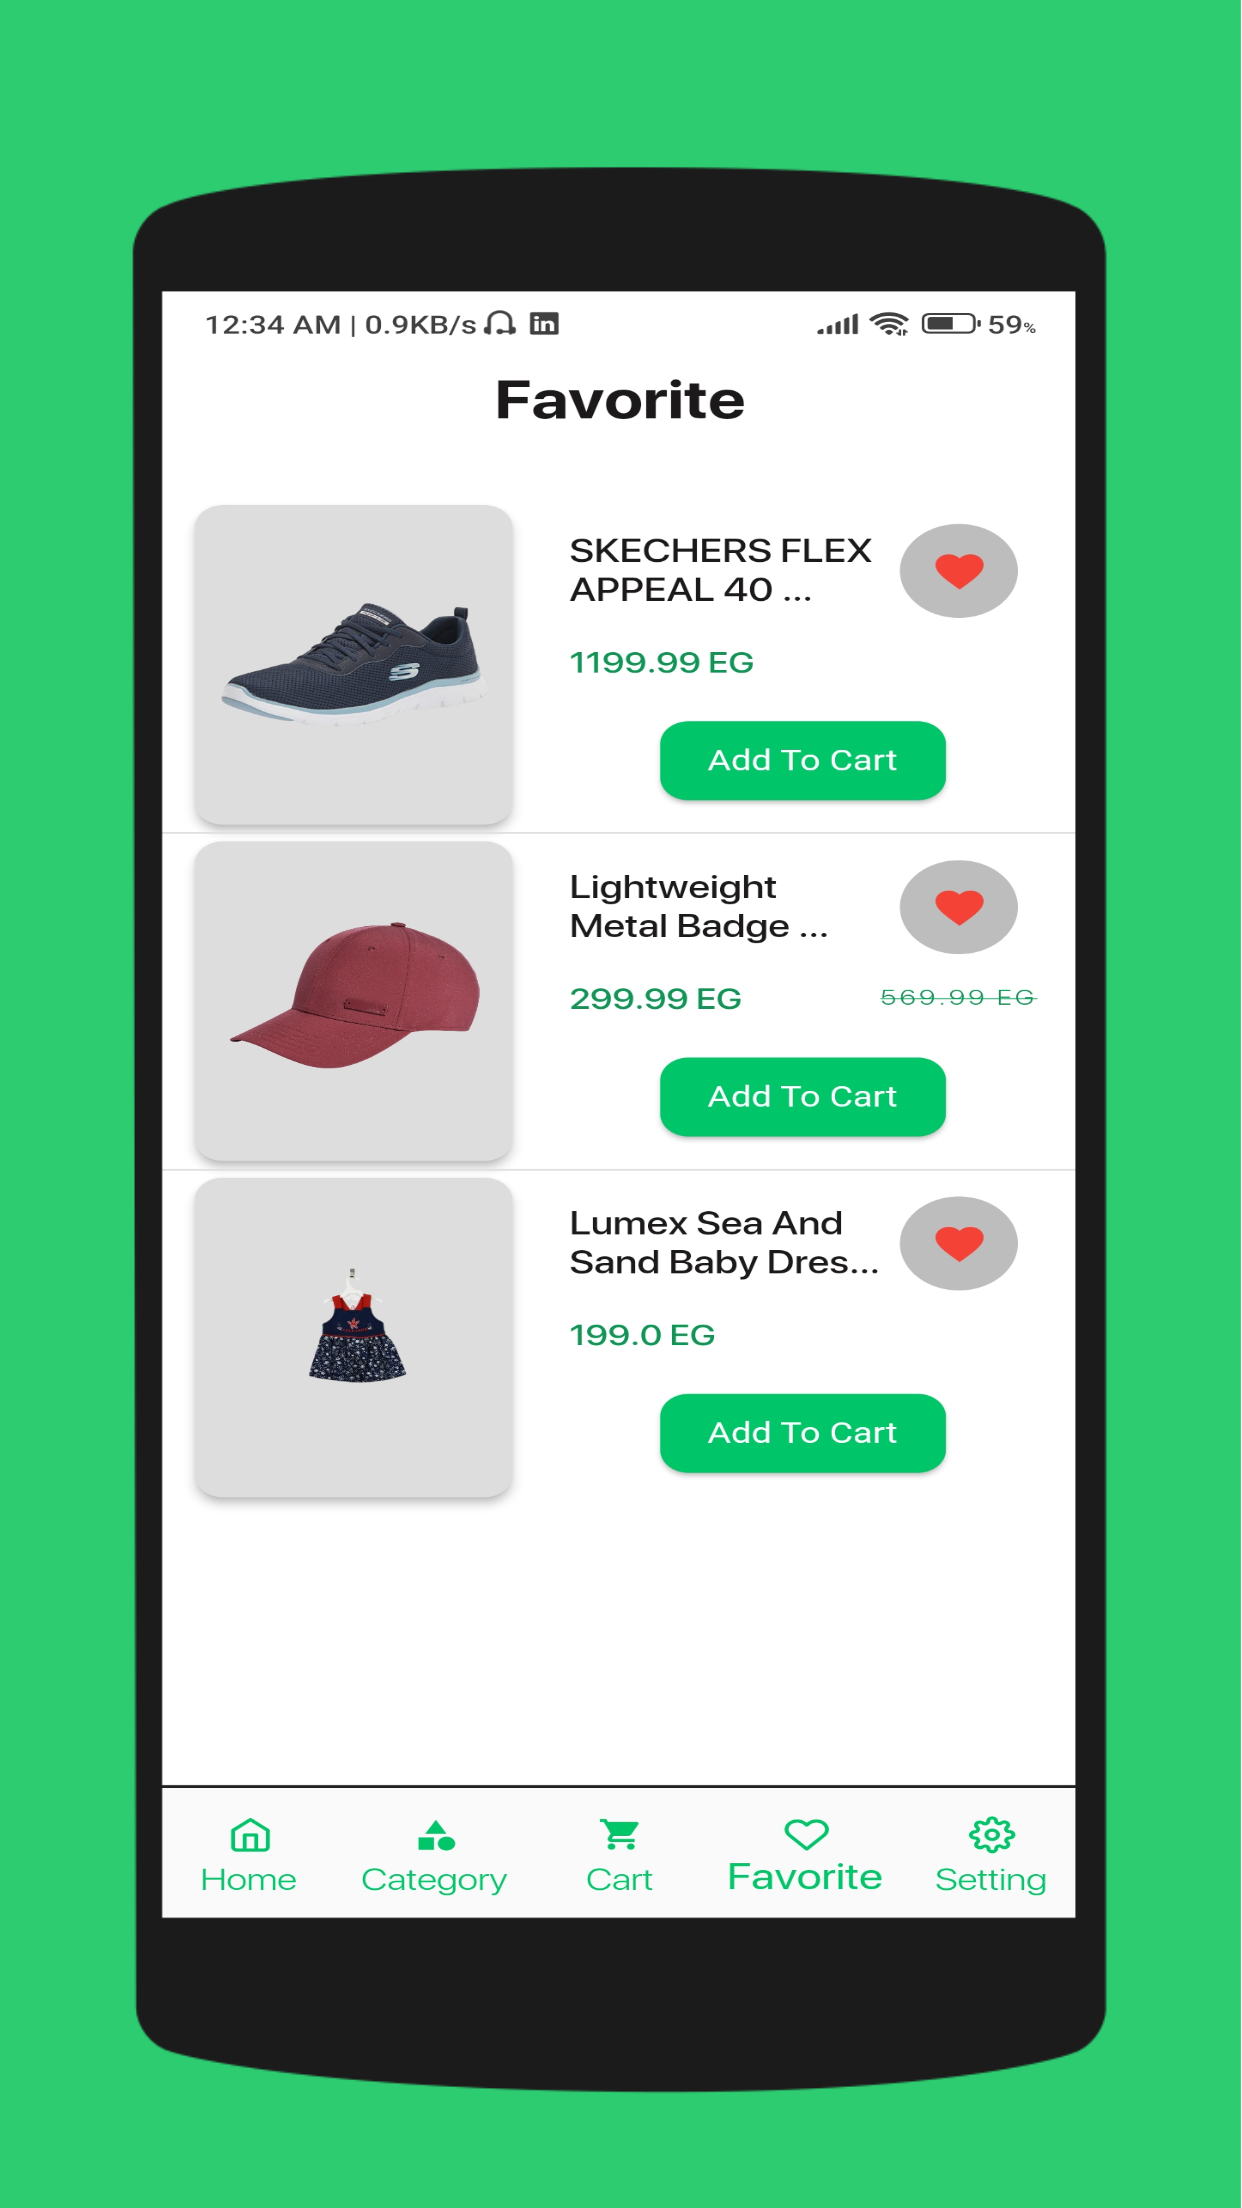 12:34 AM | 0.9KB/s in 59%
Favorite
SKECHERS FLEX
APPEAL 40 ...
1199.99 EG
Add To Cart
Lightweight
Metal Badge ...
299.99 EG 569.99 EG
Add To Cart
Lumex Sea And
Sand Baby Dres...
199.0 EG
Add To Cart
Home Category Cart Favorite Setting